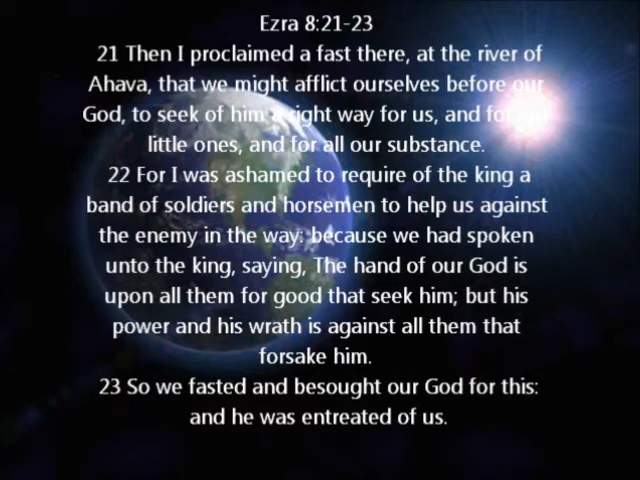 Ezra 8:21-23
21 Then I proclaimed a fast there, at the river of
Ahava, that we might afflict ourselves before our
God, to seek of him a right way for us, and for our
little ones, and for all our substance.
22 For I was ashamed to require of the king a
band of soldiers and horsemen to help us against
the enemy in the way: because we had spoken
unto the king, saying, The hand of our God is
upon all them for good that seek him; but his
power and his wrath is against all them that
forsake him.
23 So we fasted and besought our God for this:
and he was entreated of us.